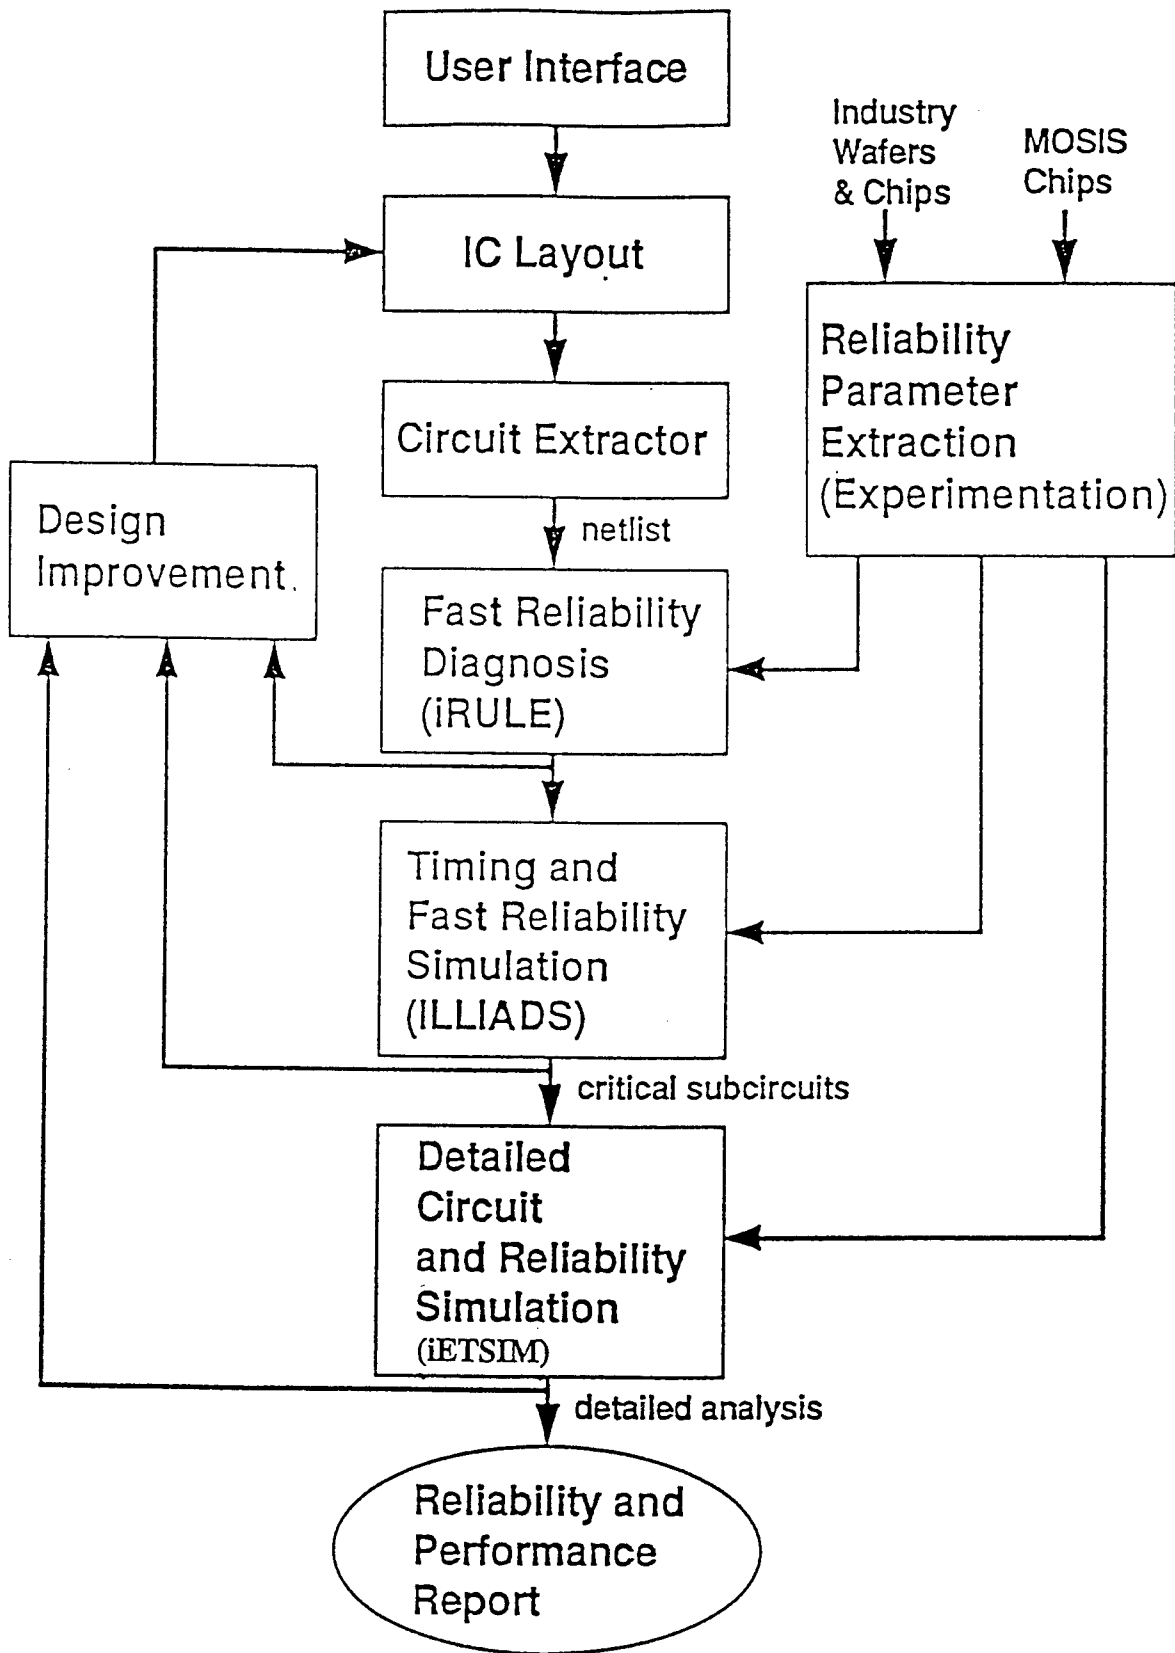 User Interface
Industry
Wafers
& Chips
MOSIS
Chips
IC Layout
Reliability
Parameter
Extraction
(Experimentation)
Circuit Extractor
Design
Improvement.
netlist
Fast Reliability
Diagnosis
(iRULE)
Timing and
Fast Reliability
Simulation
(ILLIADS)
critical subcircuits
Detailed
Circuit
and Reliability
Simulation
(iETSIM)
detailed analysis
Reliability and
Performance
Report